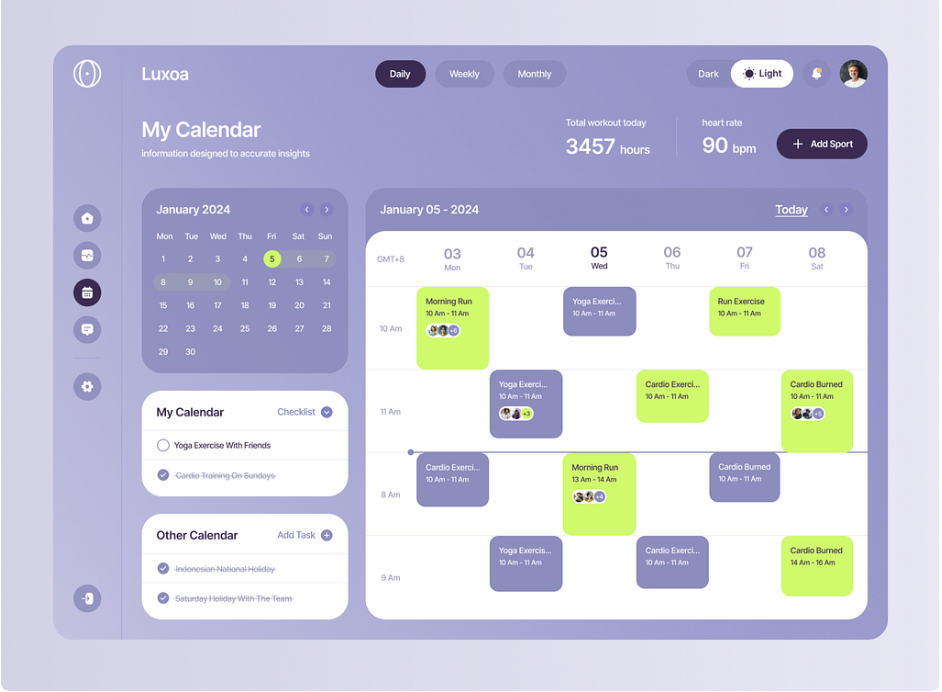 Luxoa
Daily Weekly Monthly
Dark Light
My Calendar
information designed to accurate insights
Total workout today
3457 hours
heart rate
90 bpm
+ Add Sport
January 2024
Mon Tue Wed Thu Fri Sat Sun
1 2 3 4 5 6 7
8 9 10 11 12 13 14
15 16 17 18 19 20 21
22 23 24 25 26 27 28
29 30
My Calendar Checklist
Yoga Exercise With Friends
Cardio Training On Sundays
Other Calendar Add Task
Indonesian National Holiday
Saturday Holiday With The Team
January 05 - 2024 Today
GMT+8 03 04 05 06 07 08
Mon Tue Wed Thu Fri Sat
10 Am
Morning Run
10 Am - 11 Am
+6
Yoga Exerci...
10 Am - 11 Am
Run Exercise
10 Am - 11 Am
11 Am
Yoga Exerci...
10 Am - 11 Am
+3
Cardio Exerci...
10 Am - 11 Am
Cardio Burned
10 Am - 11 Am
+5
8 Am
Cardio Exerci...
10 Am - 11 Am
Morning Run
13 Am - 14 Am
+4
Cardio Burned
10 Am - 11 Am
9 Am
Yoga Exercis...
10 Am - 11 Am
Cardio Exerci...
10 Am - 11 Am
Cardio Burned
14 Am - 16 Am